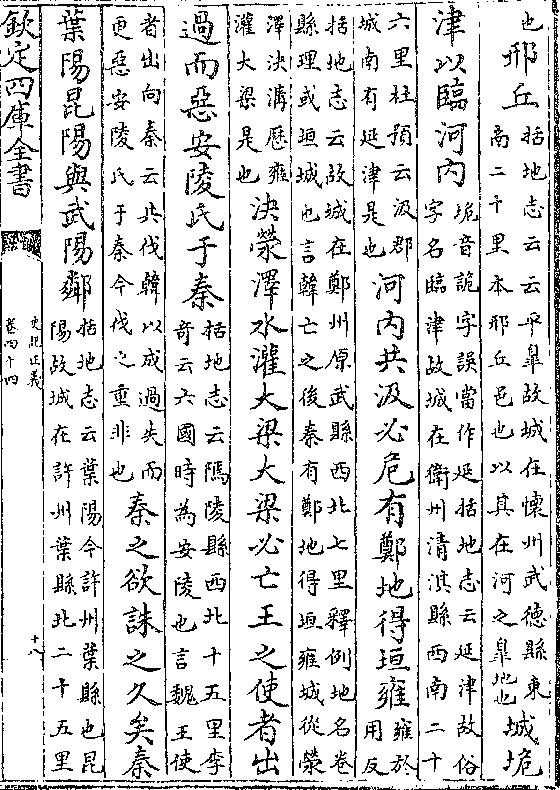 也邢丘括地志云云平臯故城在懷州武德縣東
南二十里本邢丘邑也以其在河之臯地也城垝
津以臨河內垝音詭字誤當作延括地志云延津故俗
字名臨津故城在衛州清淇縣西南二十
六里杜預云汲郡
城南有延津是也河內共汲必危有鄭地得垣雍雍於
用反
括地志云故城在鄭州原武縣西北七里釋例地名卷
縣理或垣城也言韓亡之後秦有鄭地得垣雍城從滎
澤決溝歷雍
灌大梁是也決滎澤水灌大梁大梁必亡王之使者出
過而惡安陵氏于秦括地志云隝陵縣西北十五里李
奇云六國時為安陵也言魏王使
者出向秦云共伐韓以成過失而
更惡安陵氏于秦今伐之重非也秦之欲誅之久矣秦
葉陽昆陽與武陽鄰括地志云葉陽今許州葉縣也昆
陽故城在許州葉縣北二十五里
欽定四庫全書
史記正義
卷四十四
十八